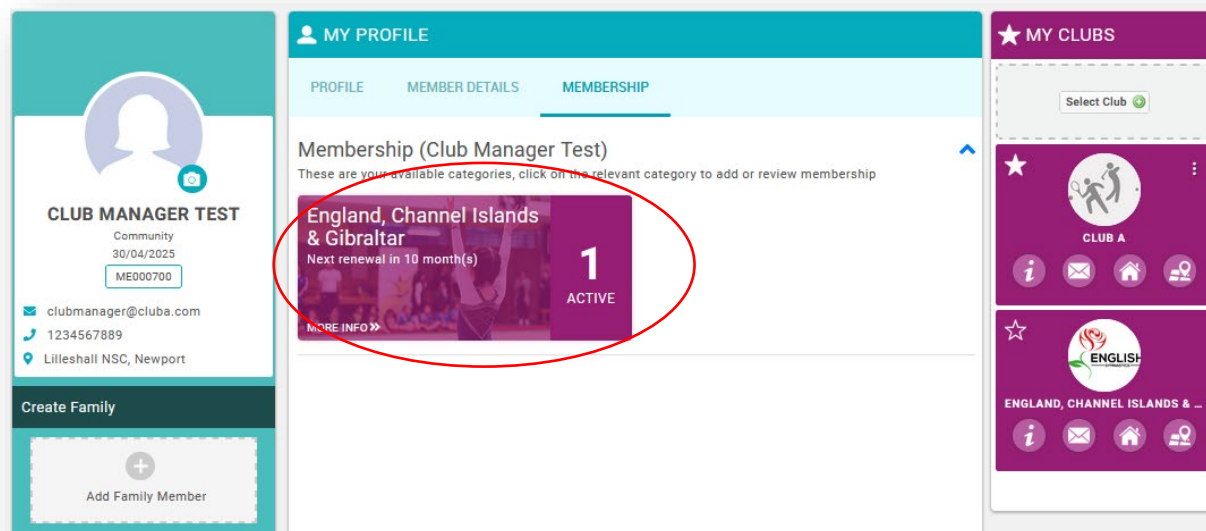 CLUB MANAGER TEST
Community
30/04/2025
ME000700
clubmanager@cluba.com
1234567889
Lilleshall NSC, Newport
Create Family
Add Family Member
MY PROFILE
PROFILE
MEMBER DETAILS
MEMBERSHIP
Membership (Club Manager Test)
These are your available categories, click on the relevant category to add or review membership
England, Channel Islands
& Gibraltar
Next renewal in 10 month(s)
MORE INFO
1
ACTIVE
MY CLUBS
Select Club
CLUB A
ENGLISH
ENGLAND, CHANNEL ISLANDS & ...